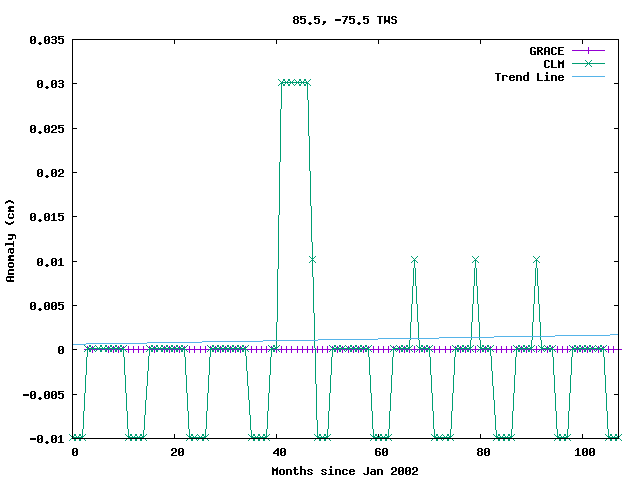 85.5, -75.5 TWS
GRACE
CLM
Trend Line
0.035
0.03
0.025
0.02
0.015
0.01
0.005
0
-0.005
-0.01
Anomaly (cm)
0 20 40 60 80 100
Months since Jan 2002